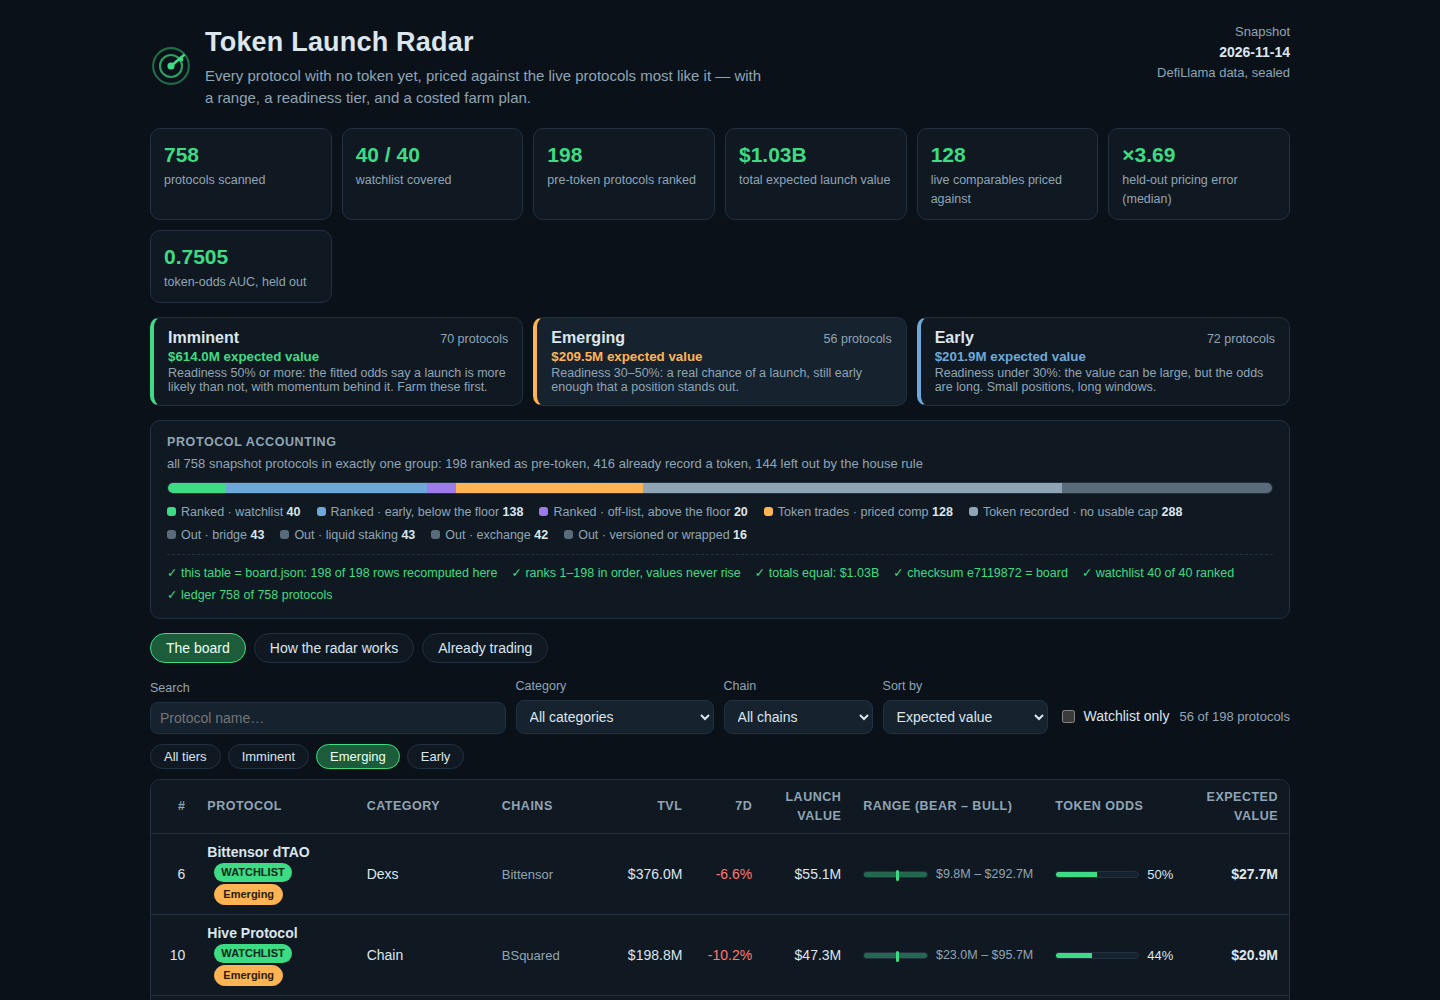 Token Launch Radar
Every protocol with no token yet, priced against the live protocols most like it — with
a range, a readiness tier, and a costed farm plan.
Snapshot
2026-11-14
DefiLlama data, sealed
758
protocols scanned
40 / 40
watchlist covered
198
pre-token protocols ranked
$1.03B
total expected launch value
128
live comparables priced
against
×3.69
held-out pricing error
(median)
0.7505
token-odds AUC, held out
Imminent
70 protocols
$614.0M expected value
Readiness 50% or more: the fitted odds say a launch is more
likely than not, with momentum behind it. Farm these first.
Emerging
56 protocols
$209.5M expected value
Readiness 30–50%: a real chance of a launch, still early
enough that a position stands out.
Early
72 protocols
$201.9M expected value
Readiness under 30%: the value can be large, but the odds
are long. Small positions, long windows.
PROTOCOL ACCOUNTING
all 758 snapshot protocols in exactly one group: 198 ranked as pre-token, 416 already record a token, 144 left out by the house rule
Ranked · watchlist 40 Ranked · early, below the floor 138 Ranked · off-list, above the floor 20 Token trades · priced comp 128 Token recorded · no usable cap 288
Out · bridge 43 Out · liquid staking 43 Out · exchange 42 Out · versioned or wrapped 16
✓ this table = board.json: 198 of 198 rows recomputed here ✓ ranks 1–198 in order, values never rise ✓ totals equal: $1.03B ✓ checksum e7119872 = board ✓ watchlist 40 of 40 ranked
✓ ledger 758 of 758 protocols
The board How the radar works Already trading
Search
Protocol name…
Category
All categories
Chain
All chains
Sort by
Expected value
Watchlist only 56 of 198 protocols
All tiers Imminent Emerging Early
# PROTOCOL CATEGORY CHAINS TVL 7D LAUNCH VALUE RANGE (BEAR – BULL) TOKEN ODDS EXPECTED VALUE
Bittensor dTAO
WATCHLIST
Emerging
6 Dexs Bittensor $376.0M -6.6% $55.1M $9.8M – $292.7M 50% $27.7M
Hive Protocol
WATCHLIST
Emerging
10 Chain BSquared $198.8M -10.2% $47.3M $23.0M – $95.7M 44% $20.9M